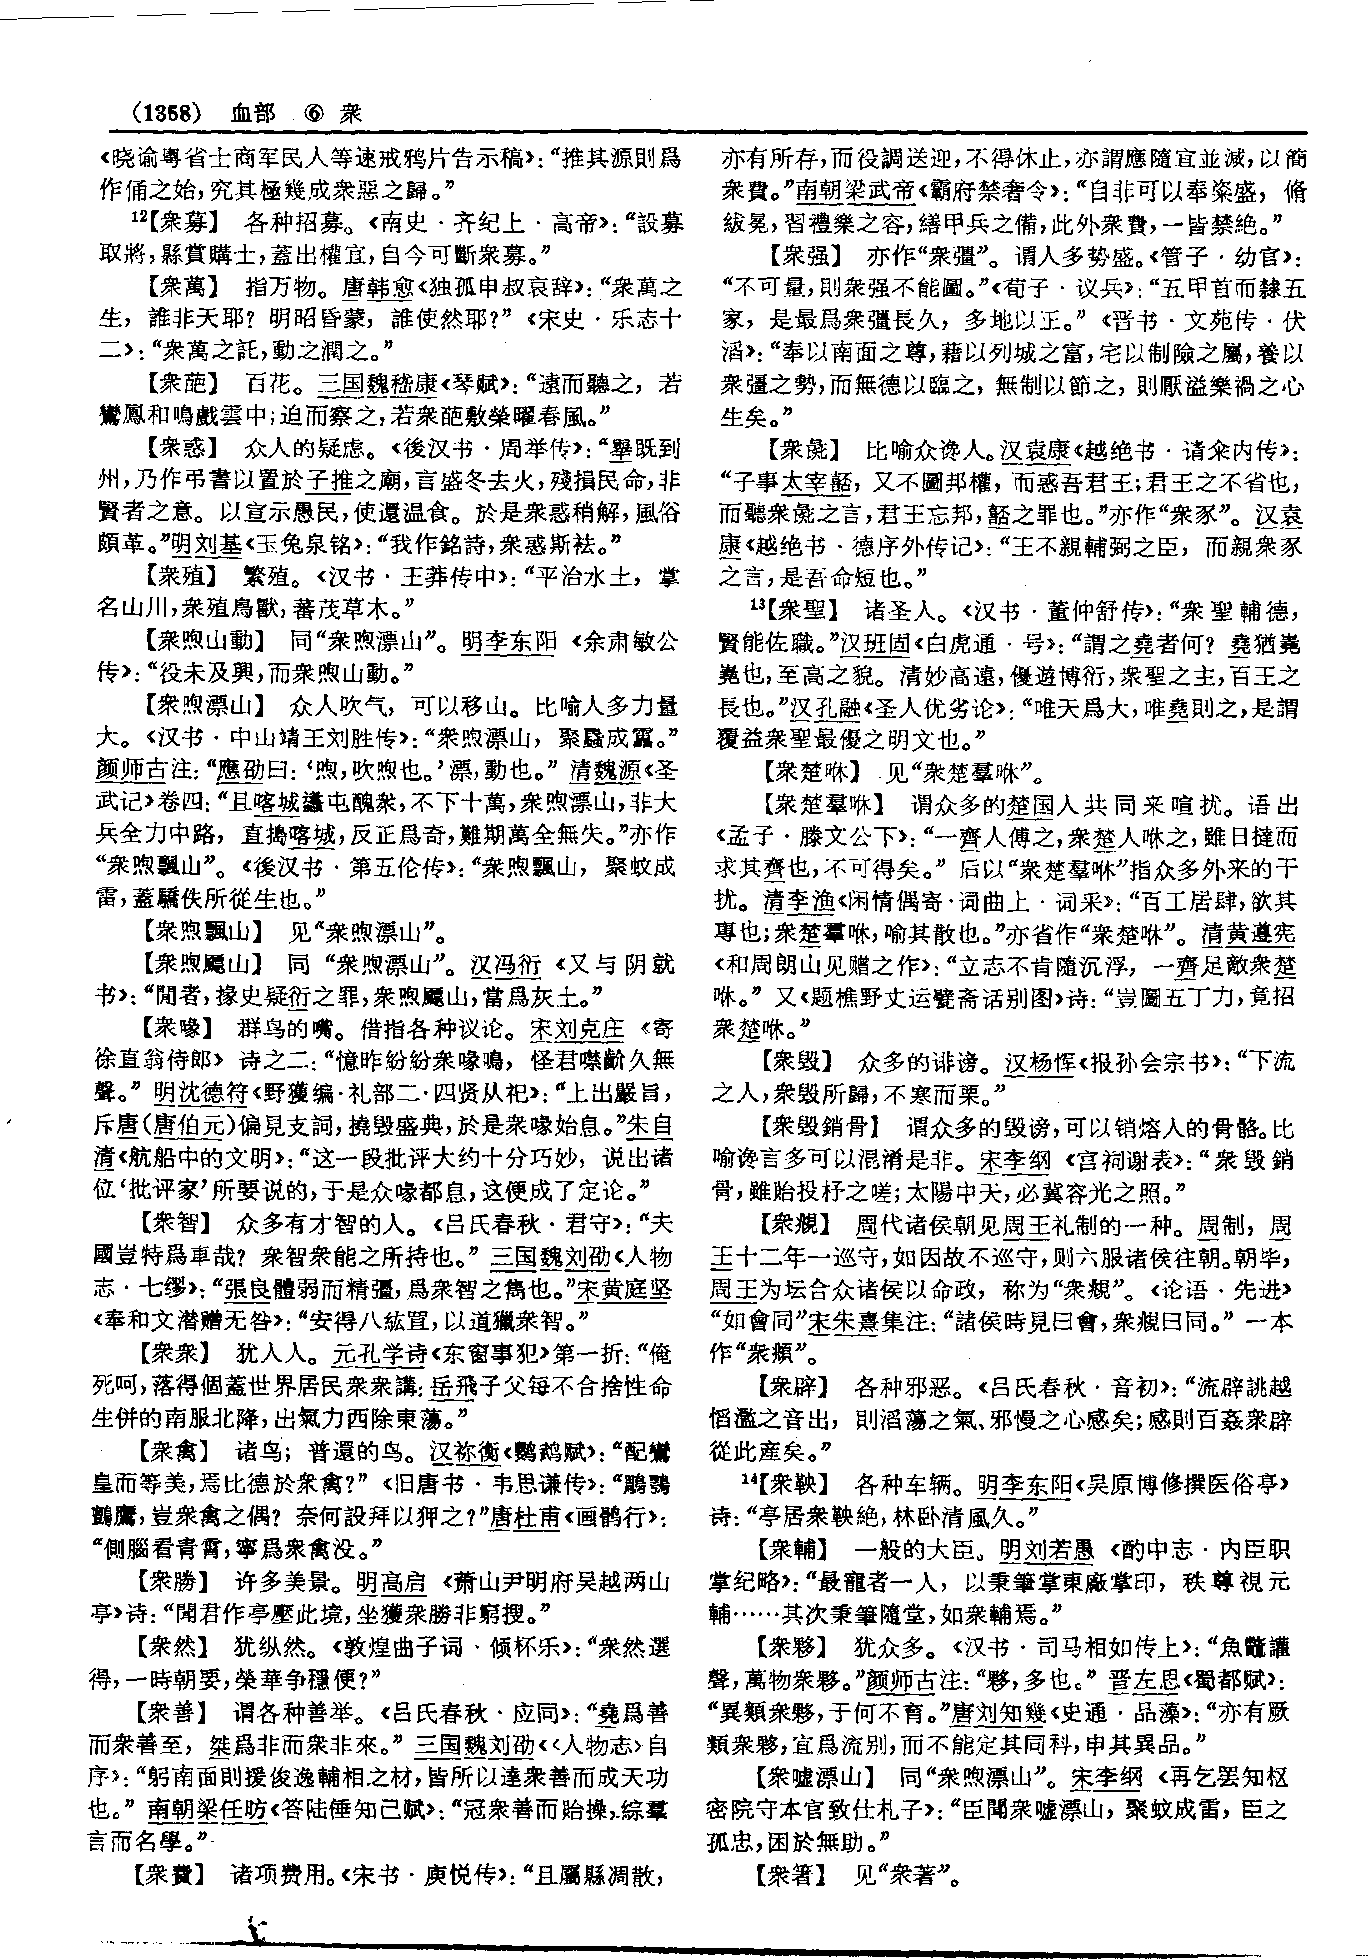 (1358) 血部 ⑥ 衆
《晓谕粤省士商军民人等速戒鸦片告示稿》：“推其源則爲
作俑之始，究其極幾成衆惡之歸。”
12【衆募】 各种招募。《南史·齐纪上·高帝》：“設募
取將，縣賞購士，蓋出權宜，自今可斷衆募。”
【衆萬】 指万物。唐韩愈《独孤申叔哀辞》：“衆萬之
生，誰非天耶？明昭昏蒙，誰使然耶？”《宋史·乐志十
二》：“衆萬之託，動之潤之。”
【衆葩】 百花。三国魏嵇康《琴赋》：“遠而聽之，若
鸞鳳和鳴戲雲中；迫而察之，若衆葩敷榮曜春風。”
【衆惑】 众人的疑虑。《後汉书·周举传》：“舉既到
州，乃作弔書以置於子推之廟，言盛冬去火，殘損民命，非
賢者之意。以宣示愚民，使還温食。於是衆惑稍解，風俗
頗革。”明刘基《玉兔泉铭》：“我作銘詩，衆惑斯祛。”
【衆殖】 繁殖。《汉书·王莽传中》：“平治水土，掌
名山川，衆殖鳥獸，蕃茂草木。”
【衆煦山動】 同“衆煦漂山”。明李东阳《余肃敏公
传》：“役未及興，而衆煦山動。”
【衆煦漂山】 众人吹气，可以移山。比喻人多力量
大。《汉书·中山靖王刘胜传》：“衆煦漂山，聚蟁成靁。”
颜师古注：“應劭曰：‘煦，吹煦也。’漂，動也。”清魏源《圣
武记》卷四：“且喀城蟊屯醜衆，不下十萬，衆煦漂山，非大
兵全力中路，直搗喀城，反正爲奇，難期萬全無失。”亦作
“衆煦飄山”。《後汉书·第五伦传》：“衆煦飄山，聚蚊成
雷，蓋驕佚所從生也。”
【衆煦飄山】 见“衆煦漂山”。
【衆煦飈山】 同“衆煦漂山”。汉冯衍《又与阴就
书》：“閒者，掾史疑衍之罪，衆煦飈山，當爲灰土。”
【衆喙】 群鸟的嘴。借指各种议论。宋刘克庄《寄
徐直翁侍郎》诗之二：“憶昨紛紛衆喙鳴，怪君噤齘久無
聲。”明沈德符《野獲编·礼部二·四贤从祀》：“上出嚴旨，
斥唐（唐伯元）偏見支詞，撓毀盛典，於是衆喙始息。”朱自
清《航船中的文明》：“这一段批评大约十分巧妙，说出诸
位‘批评家’所要说的，于是众喙都息，这便成了定论。”
【衆智】 众多有才智的人。《吕氏春秋·君守》：“夫
國豈特爲車哉？衆智衆能之所持也。”三国魏刘劭《人物
志·七缪》：“張良體弱而精彊，爲衆智之雋也。”宋黄庭坚
《奉和文潜赠无咎》：“安得八紘罝，以道獵衆智。”
【衆衆】 犹人人。元孔学诗《东窗事犯》第一折：“俺
死呵，落得個蓋世界居民衆衆講：岳飛子父每不合捨性命
生併的南服北降，出氣力西除東蕩。”
【衆禽】 诸鸟；普通的鸟。汉祢衡《鹦鹉赋》：“配鸞
皇而等美，焉比德於衆禽？”《旧唐书·韦思谦传》：“鵰鶚
鸇鷹，豈衆禽之偶？奈何設拜以狎之？”唐杜甫《画鹘行》：
“側腦看青霄，寧爲衆禽没。”
【衆勝】 许多美景。明高启《萧山尹明府吴越两山
亭》诗：“聞君作亭壓此境，坐獲衆勝非窮搜。”
【衆然】 犹纵然。《敦煌曲子词·倾杯乐》：“衆然選
得，一時朝要，榮華争穩便？”
【衆善】 谓各种善举。《吕氏春秋·应同》：“堯爲善
而衆善至，桀爲非而衆非來。”三国魏刘劭《〈人物志〉自
序》：“躬南面則援俊逸輔相之材，皆所以達衆善而成天功
也。”南朝梁任昉《答陆倕知己赋》：“冠衆善而貽操，綜羣
言而名學。”
【衆費】 诸项费用。《宋书·庾悦传》：“且屬縣凋散，
亦有所存，而役調送迎，不得休止，亦謂應隨宜並減，以簡
衆費。”南朝梁武帝《霸府禁奢令》：“自非可以奉粢盛，脩
紱冕，習禮樂之容，繕甲兵之備，此外衆費，一皆禁絶。”
【衆强】 亦作“衆彊”。谓人多势盛。《管子·幼官》：
“不可量，則衆强不能圖。”《荀子·议兵》：“五甲首而隸五
家，是最爲衆彊長久，多地以正。”《晋书·文苑传·伏
滔》：“奉以南面之尊，藉以列城之富，宅以制險之屬，養以
衆彊之勢，而無德以臨之，無制以節之，則厭溢樂禍之心
生矣。”
【衆彘】 比喻众谗人。汉袁康《越绝书·请籴内传》：
“子事太宰嚭，又不圖邦權，而惑吾君王；君王之不省也，
而聽衆彘之言，君王忘邦，嚭之罪也。”亦作“衆豕”。汉袁
康《越绝书·德序外传记》：“王不親輔弼之臣，而親衆豕
之言，是吾命短也。”
13【衆聖】 诸圣人。《汉书·董仲舒传》：“衆聖輔德，
賢能佐職。”汉班固《白虎通·号》：“謂之堯者何？堯猶嶤
嶤也，至高之貌。清妙高遠，優遊博衍，衆聖之主，百王之
長也。”汉孔融《圣人优劣论》：“唯天爲大，唯堯則之，是謂
覆益衆聖最優之明文也。”
【衆楚咻】 见“衆楚羣咻”。
【衆楚羣咻】 谓众多的楚国人共同来喧扰。语出
《孟子·滕文公下》：“一齊人傅之，衆楚人咻之，雖日撻而
求其齊也，不可得矣。”后以“衆楚羣咻”指众多外来的干
扰。清李渔《闲情偶寄·词曲上·词采》：“百工居肆，欲其
專也；衆楚羣咻，喻其散也。”亦省作“衆楚咻”。清黄遵宪
《和周朗山见赠之作》：“立志不肯隨沉浮，一齊足敵衆楚
咻。”又《题樵野丈运甓斋话别图》诗：“豈圖五丁力，竟招
衆楚咻。”
【衆毁】 众多的诽谤。汉杨恽《报孙会宗书》：“下流
之人，衆毁所歸，不寒而栗。”
【衆毁銷骨】 谓众多的毁谤，可以销熔人的骨骼。比
喻谗言多可以混淆是非。宋李纲《宫祠谢表》：“衆毁銷
骨，雖貽投杼之嗟；太陽中天，必冀容光之照。”
【衆覜】 周代诸侯朝见周王礼制的一种。周制，周
王十二年一巡守，如因故不巡守，则六服诸侯往朝。朝毕，
周王为坛合众诸侯以命政，称为“衆覜”。《论语·先进》
“如會同”宋朱熹集注：“諸侯時見曰會，衆覜曰同。”一本
作“衆頫”。
【衆辟】 各种邪恶。《吕氏春秋·音初》：“流辟誂越
慆濫之音出，則滔蕩之氣、邪慢之心感矣；感則百姦衆辟
從此産矣。”
14【衆鞅】 各种车辆。明李东阳《吴原博修撰医俗亭》
诗：“亭居衆鞅絶，林卧清風久。”
【衆輔】 一般的大臣。明刘若愚《酌中志·内臣职
掌纪略》：“最寵者一人，以秉筆掌東廠掌印，秩尊視元
輔……其次秉筆隨堂，如衆輔焉。”
【衆夥】 犹众多。《汉书·司马相如传上》：“魚鼈讙
聲，萬物衆夥。”颜师古注：“夥，多也。”晋左思《蜀都赋》：
“異類衆夥，于何不育。”唐刘知幾《史通·品藻》：“亦有厥
類衆夥，宜爲流别，而不能定其同科，申其異品。”
【衆嘘漂山】 同“衆煦漂山”。宋李纲《再乞罢知枢
密院守本官致仕札子》：“臣聞衆嘘漂山，聚蚊成雷，臣之
孤忠，困於無助。”
【衆箸】 见“衆著”。